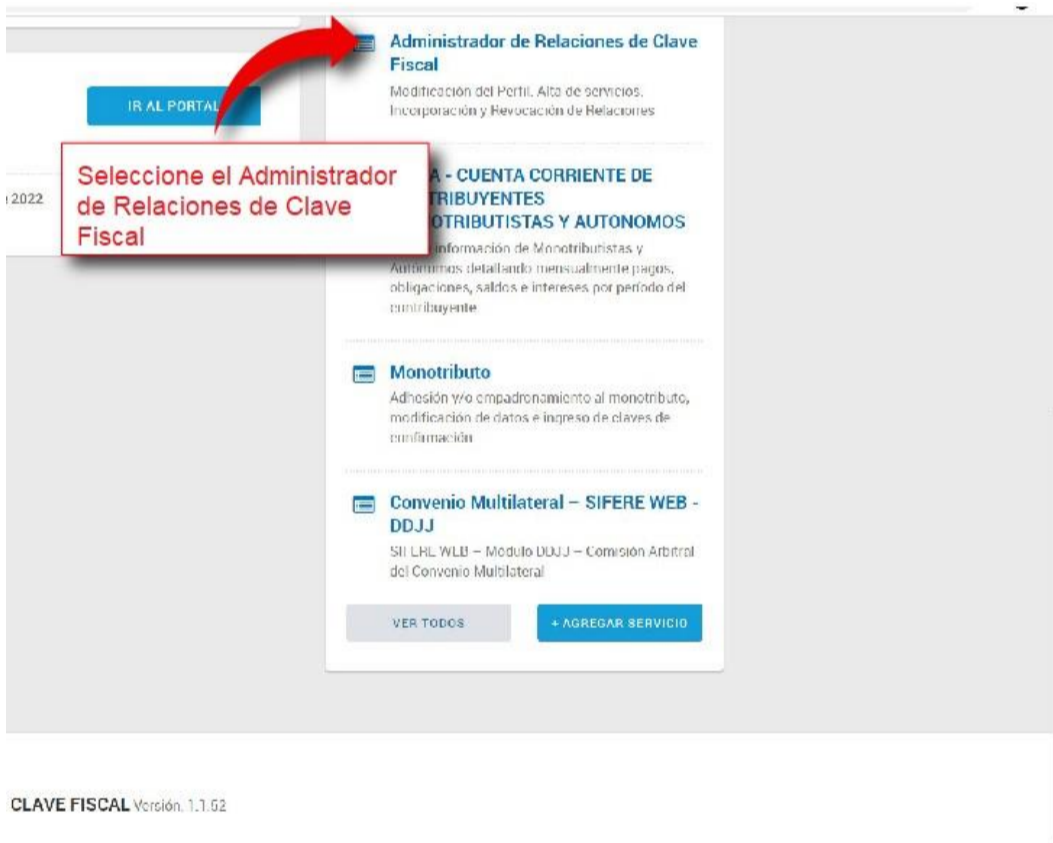 Administrador de Relaciones de Clave
Fiscal
Modificación del Perfil. Alta de servicios.
Incorporación y Revocación de Relaciones
IR AL PORTAL
Seleccione el Administrador
de Relaciones de Clave
Fiscal
2022
A - CUENTA CORRIENTE DE
TRIBUYENTES
OTRIBUTISTAS Y AUTONOMOS
información de Monotributistas y
Autónomos detallando mensualmente pagos,
obligaciones, saldos e intereses por período del
contribuyente
Monotributo
Adhesión y/o empadronamiento al monotributo,
modificación de datos e ingreso de claves de
confirmación
Convenio Multilateral – SIFERE WEB -
DDJJ
SIFERE WEB – Módulo DDJJ – Comisión Arbitral
del Convenio Multilateral
VER TODOS
+ AGREGAR SERVICIO
CLAVE FISCAL Versión. 1.1.52